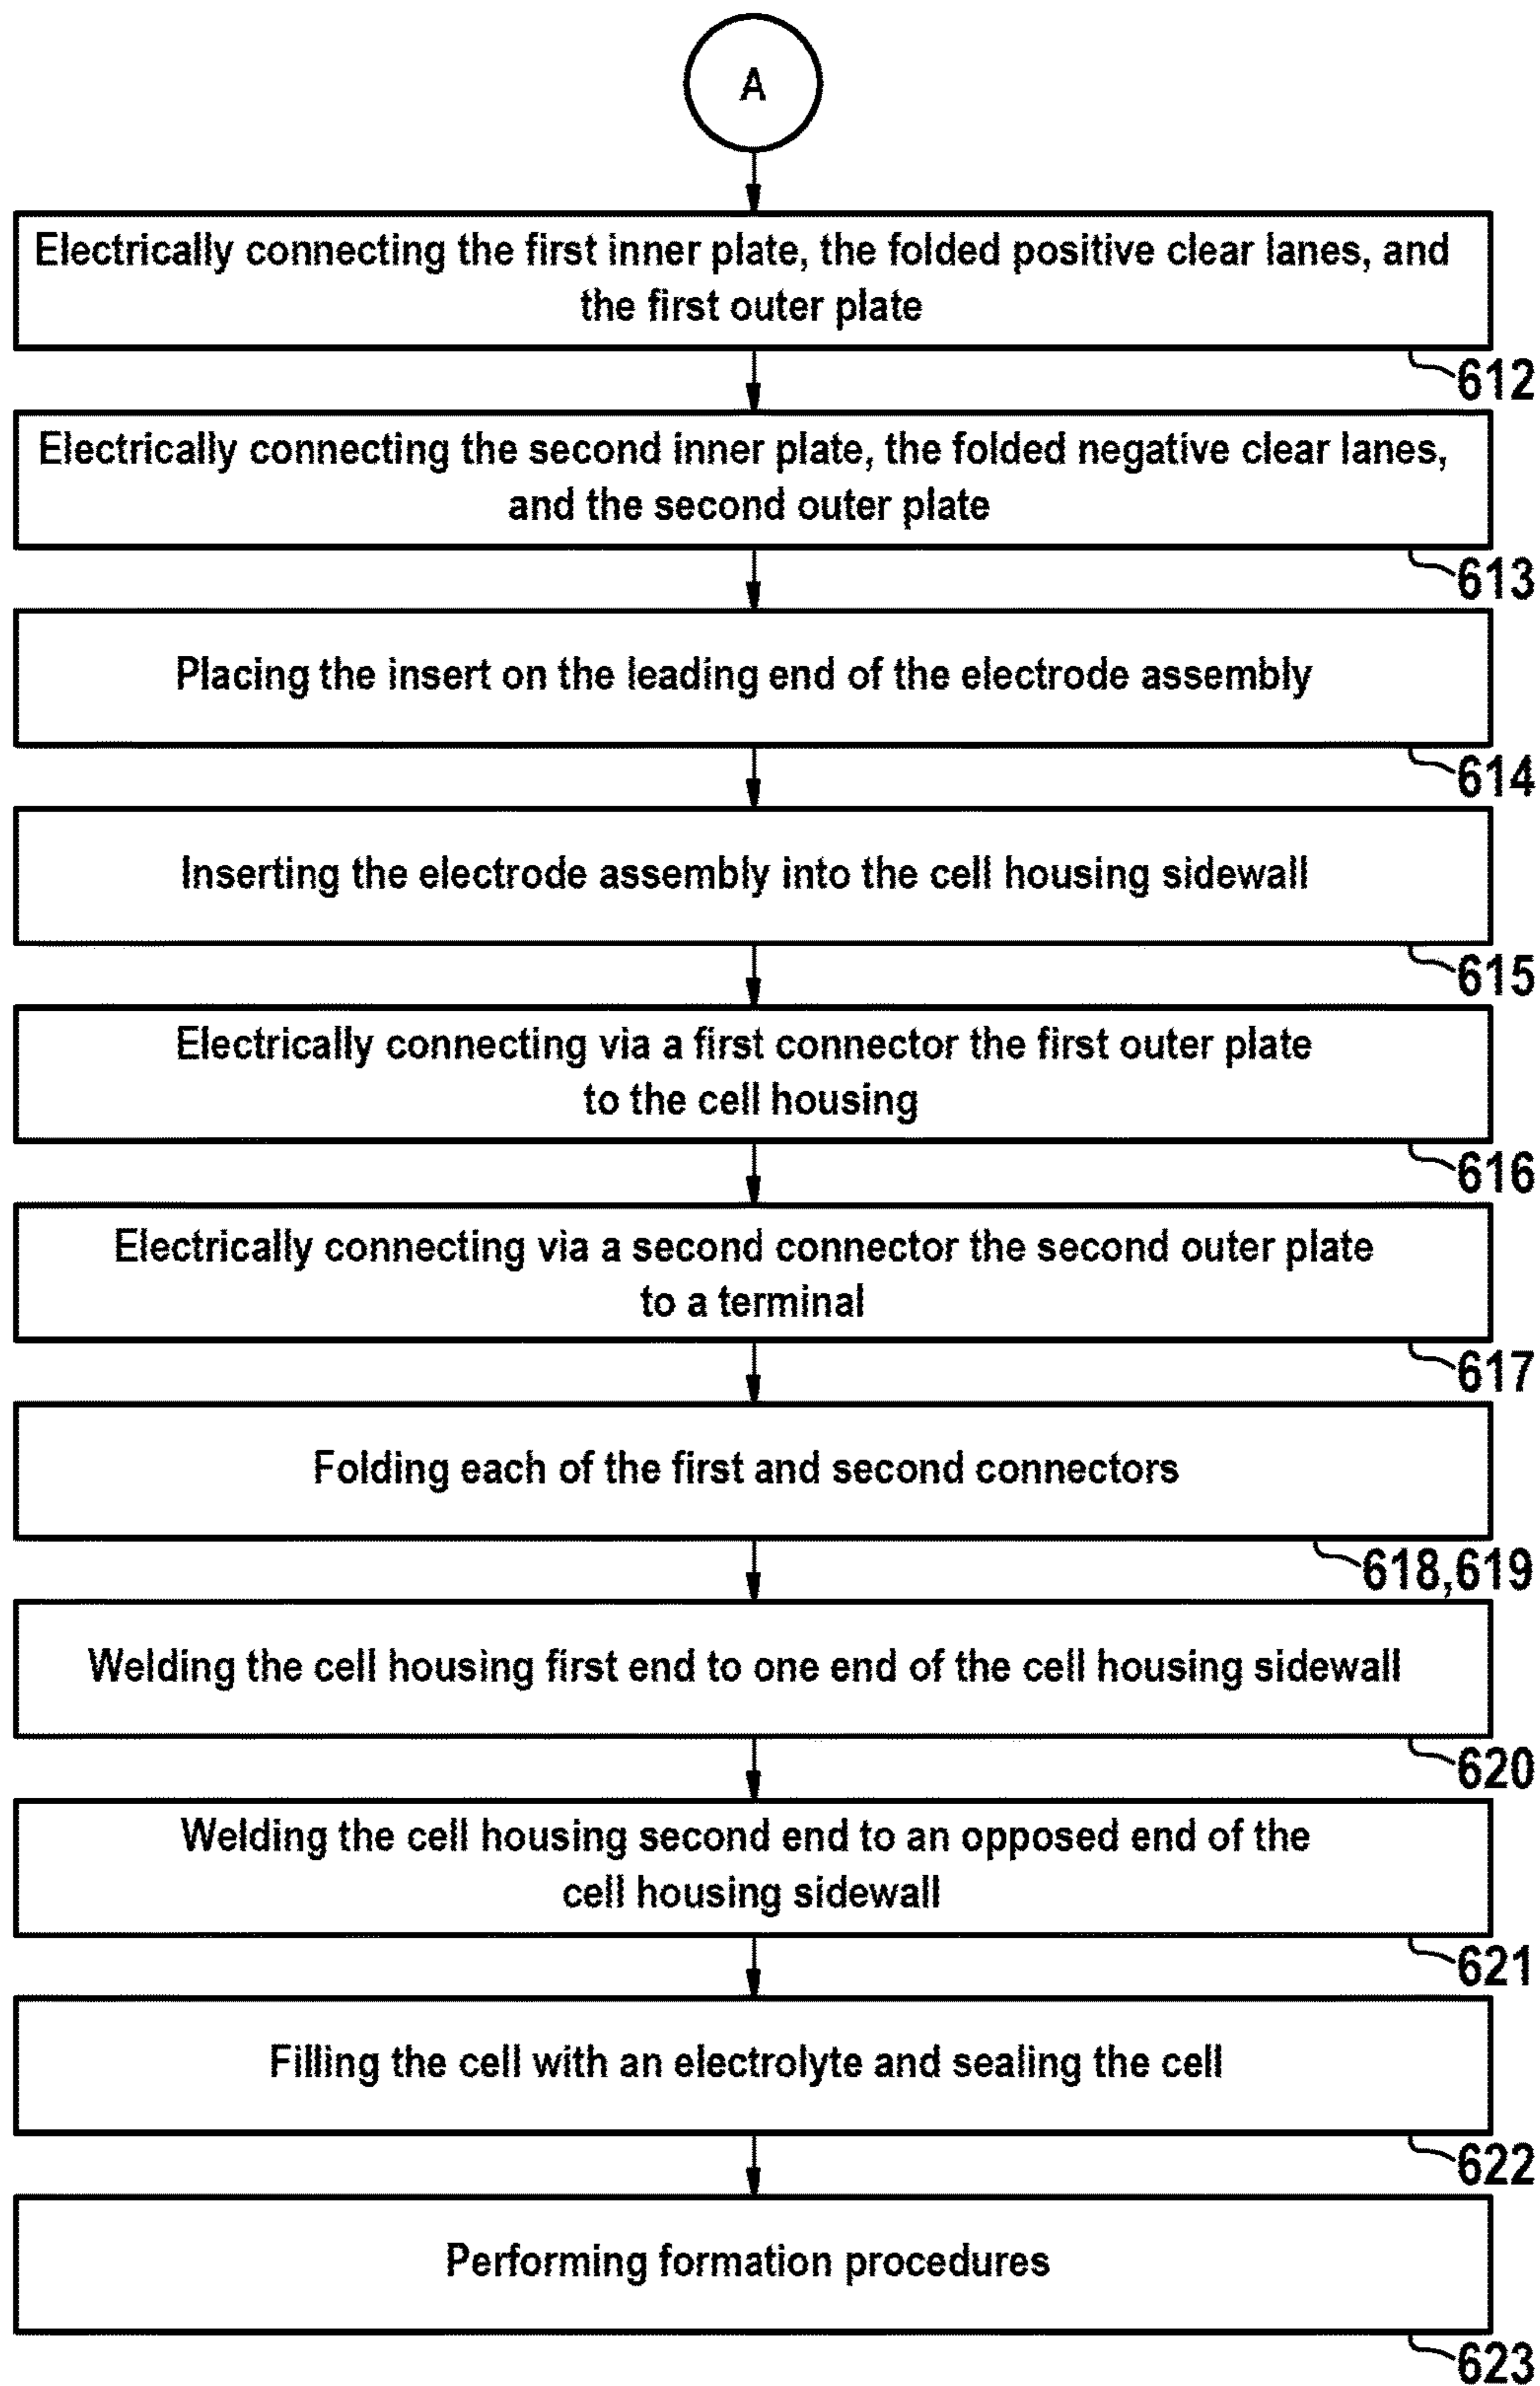 A
Electrically connecting the first inner plate, the folded positive clear lanes, and
the first outer plate
612
Electrically connecting the second inner plate, the folded negative clear lanes,
and the second outer plate
613
Placing the insert on the leading end of the electrode assembly
614
Inserting the electrode assembly into the cell housing sidewall
615
Electrically connecting via a first connector the first outer plate
to the cell housing
616
Electrically connecting via a second connector the second outer plate
to a terminal
617
Folding each of the first and second connectors
618,619
Welding the cell housing first end to one end of the cell housing sidewall
620
Welding the cell housing second end to an opposed end of the
cell housing sidewall
621
Filling the cell with an electrolyte and sealing the cell
622
Performing formation procedures
623